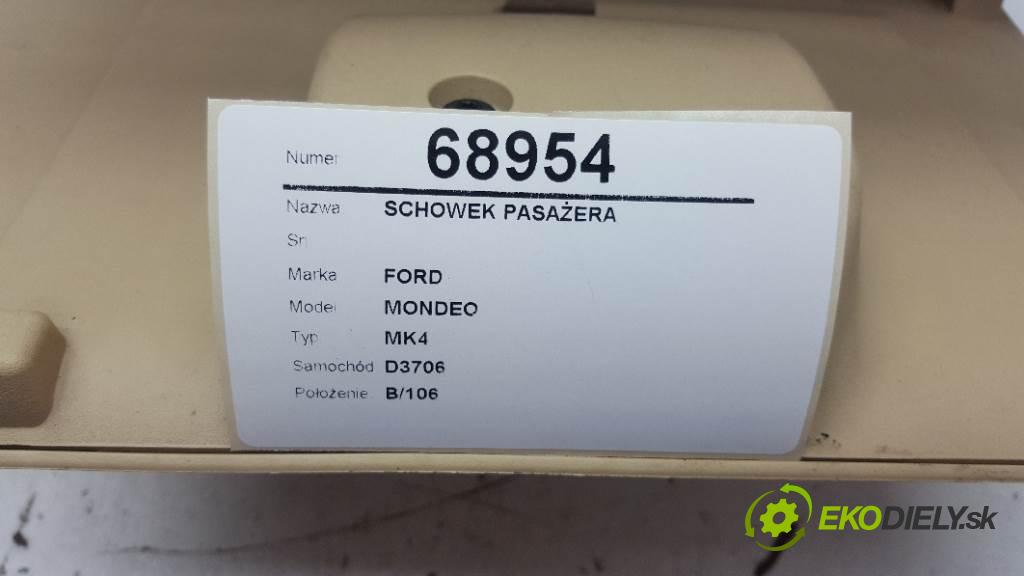 Numer 68954
Nazwa SCHOWEK PASAŻERA
Sn
Marka FORD
Model MONDEO
Typ MK4
Samochód D3706
Położenie B/106
EKODIELY.sk